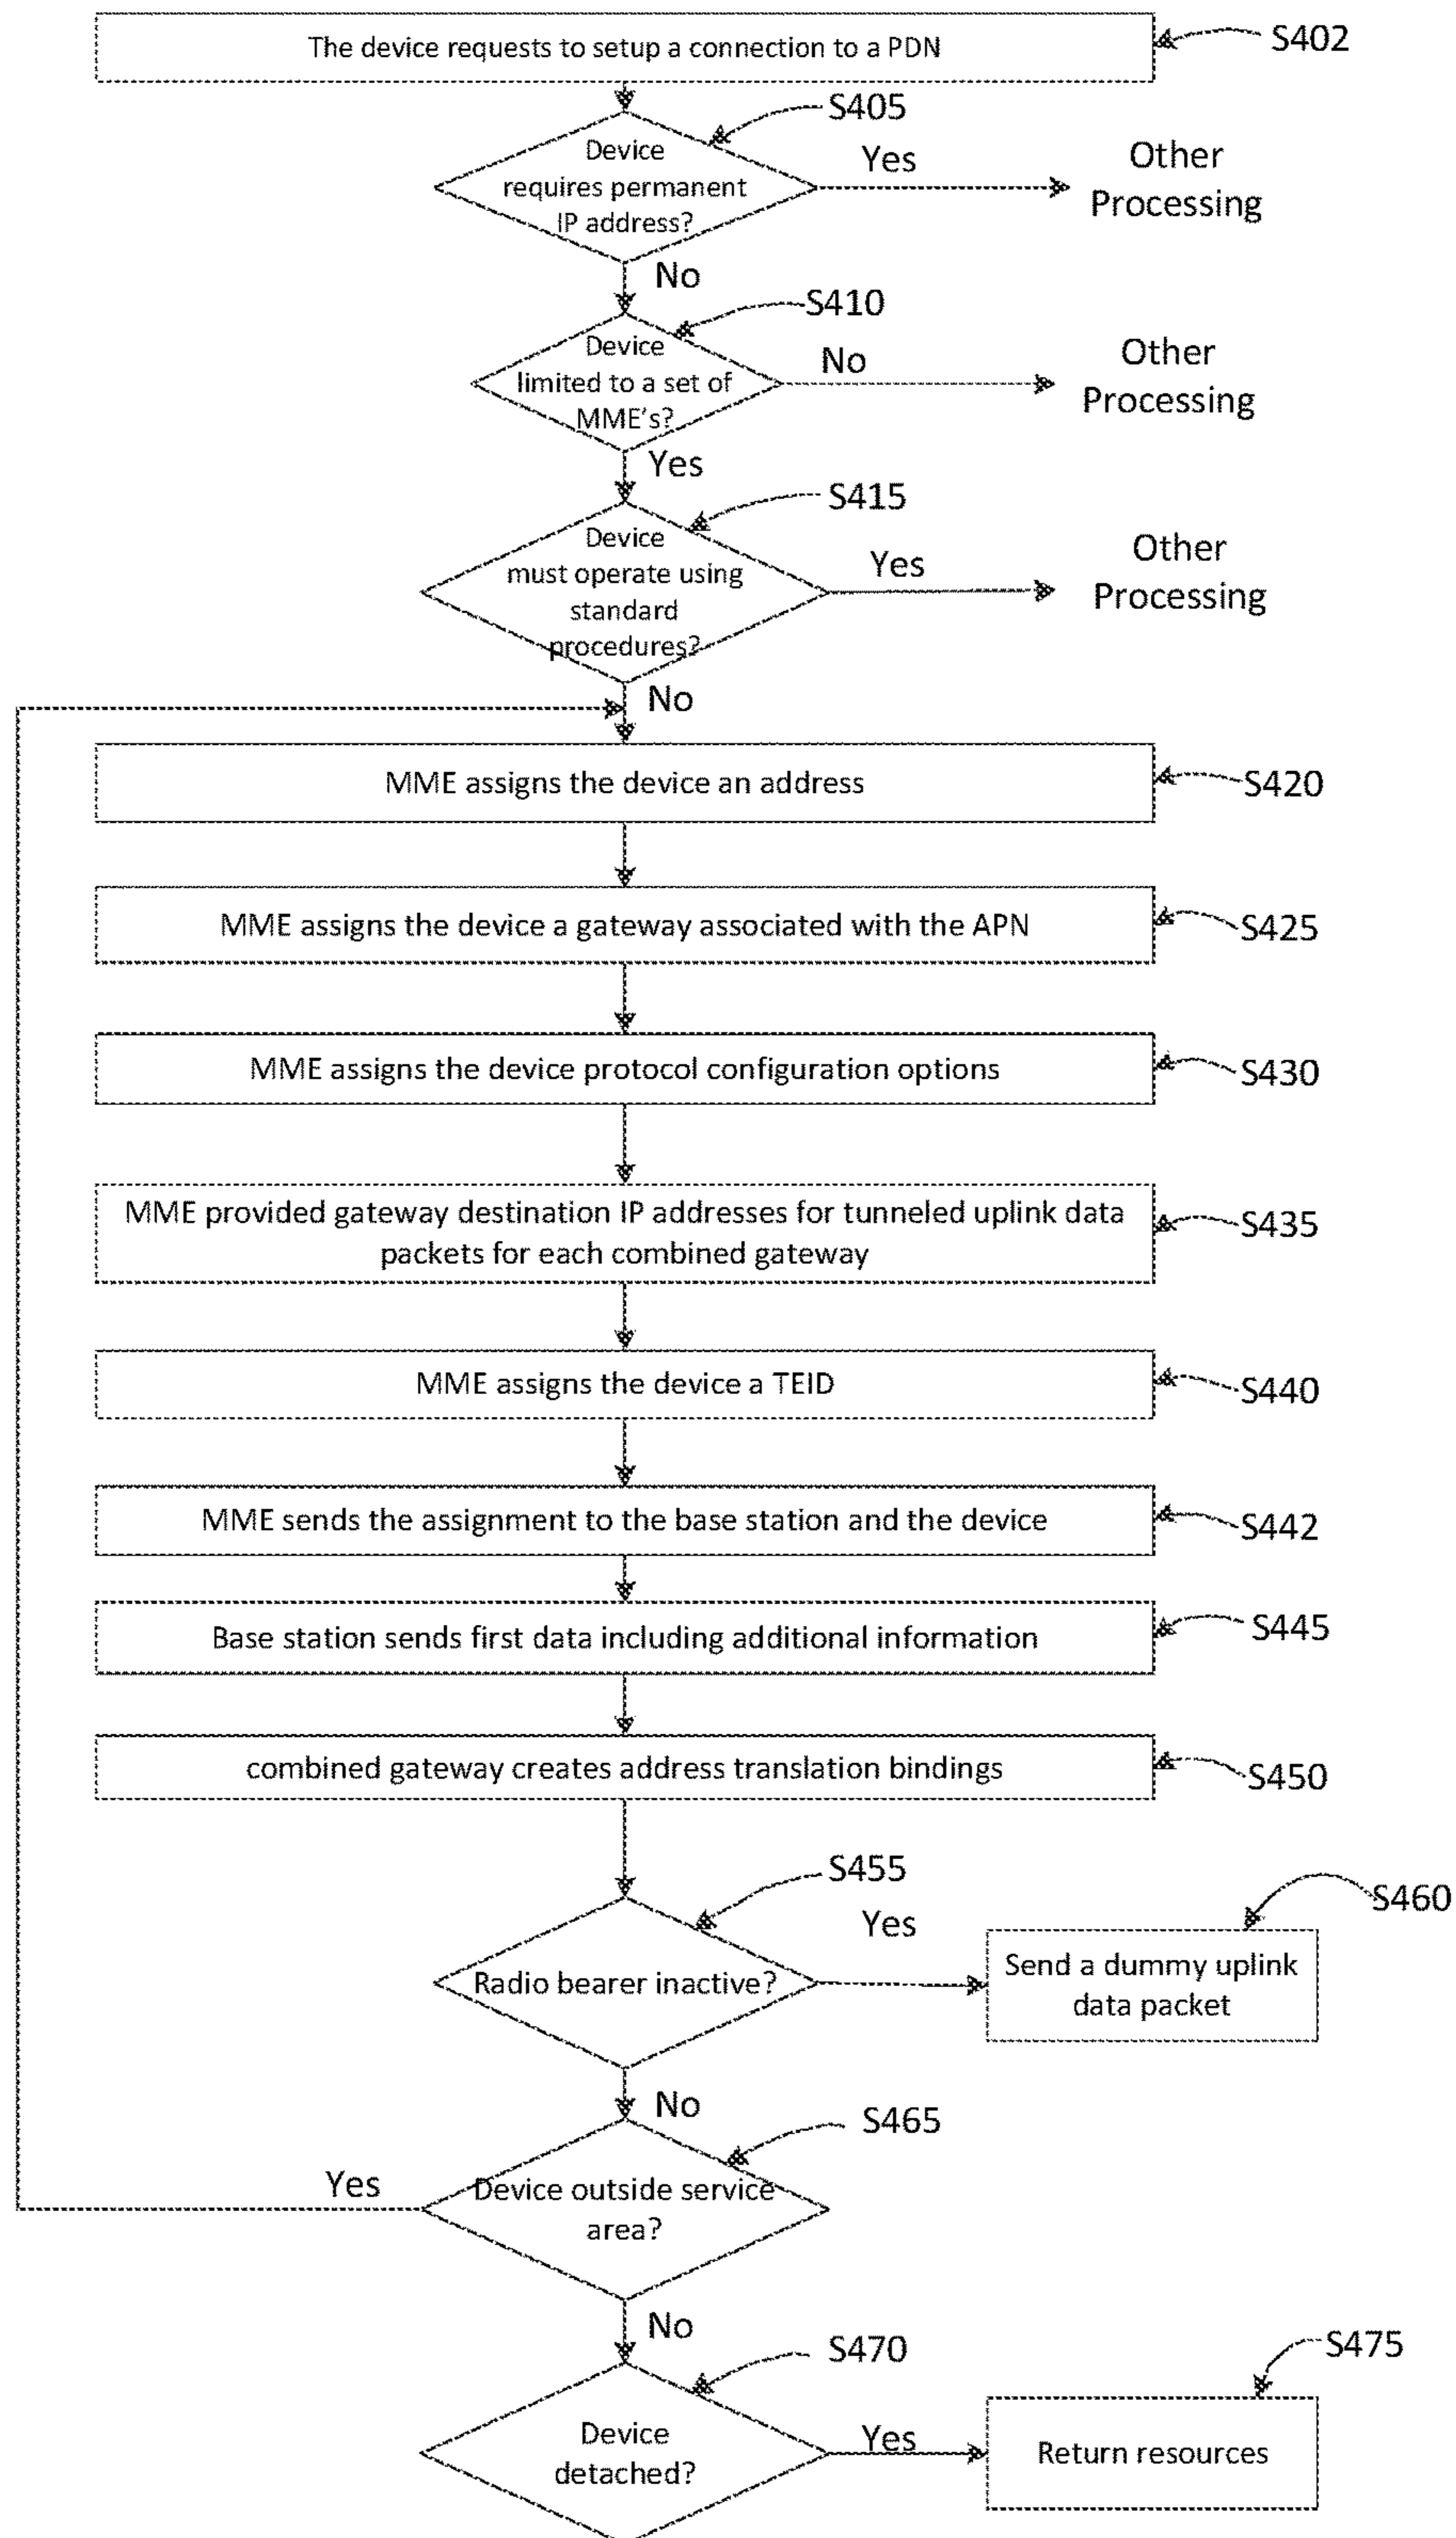 The device requests to setup a connection to a PDN
S402
S405
Device
requires permanent
IP address?
Yes
Other
Processing
No
S410
Device
limited to a set of
MME's?
No
Other
Processing
Yes
S415
Device
must operate using
standard
procedures?
Yes
Other
Processing
No
MME assigns the device an address
S420
MME assigns the device a gateway associated with the APN
S425
MME assigns the device protocol configuration options
S430
MME provided gateway destination IP addresses for tunneled uplink data
packets for each combined gateway
S435
MME assigns the device a TEID
S440
MME sends the assignment to the base station and the device
S442
Base station sends first data including additional information
S445
combined gateway creates address translation bindings
S450
S455
Radio bearer inactive?
Yes
S460
Send a dummy uplink
data packet
No
S465
Device outside service
area?
Yes
No
S470
Device
detached?
Yes
S475
Return resources